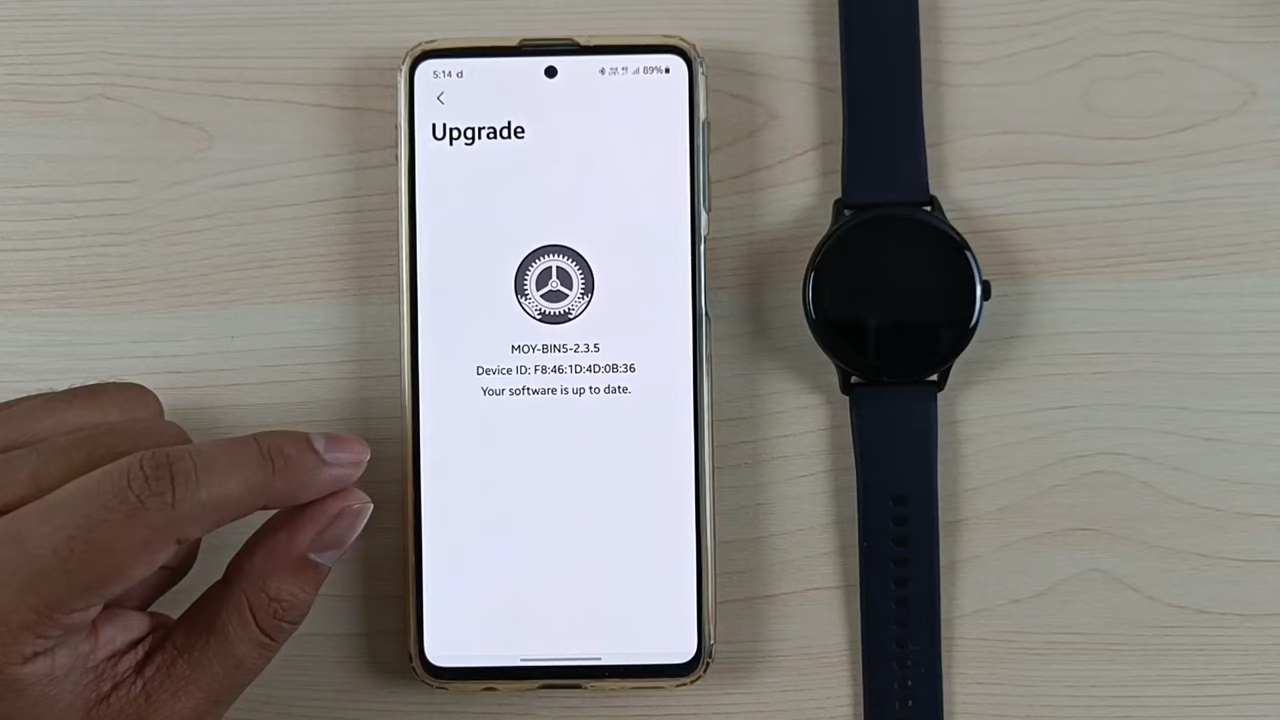 5:14 d
89%
Upgrade
MOY-BIN5-2.3.5
Device ID: F8:46:1D:4D:0B:36
Your software is up to date.